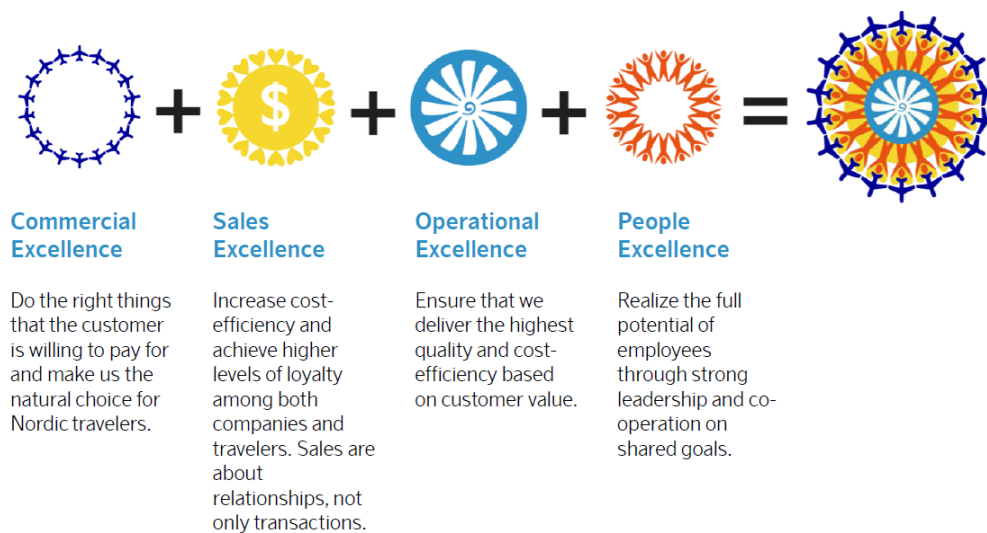 $
Commercial
Excellence
Do the right things
that the customer
is willing to pay for
and make us the
natural choice for
Nordic travelers.
Sales
Excellence
Increase cost-
efficiency and
achieve higher
levels of loyalty
among both
companies and
travelers. Sales are
about
relationships, not
only transactions.
Operational
Excellence
Ensure that we
deliver the highest
quality and cost-
efficiency based
on customer value.
People
Excellence
Realize the full
potential of
employees
through strong
leadership and co-
operation on
shared goals.